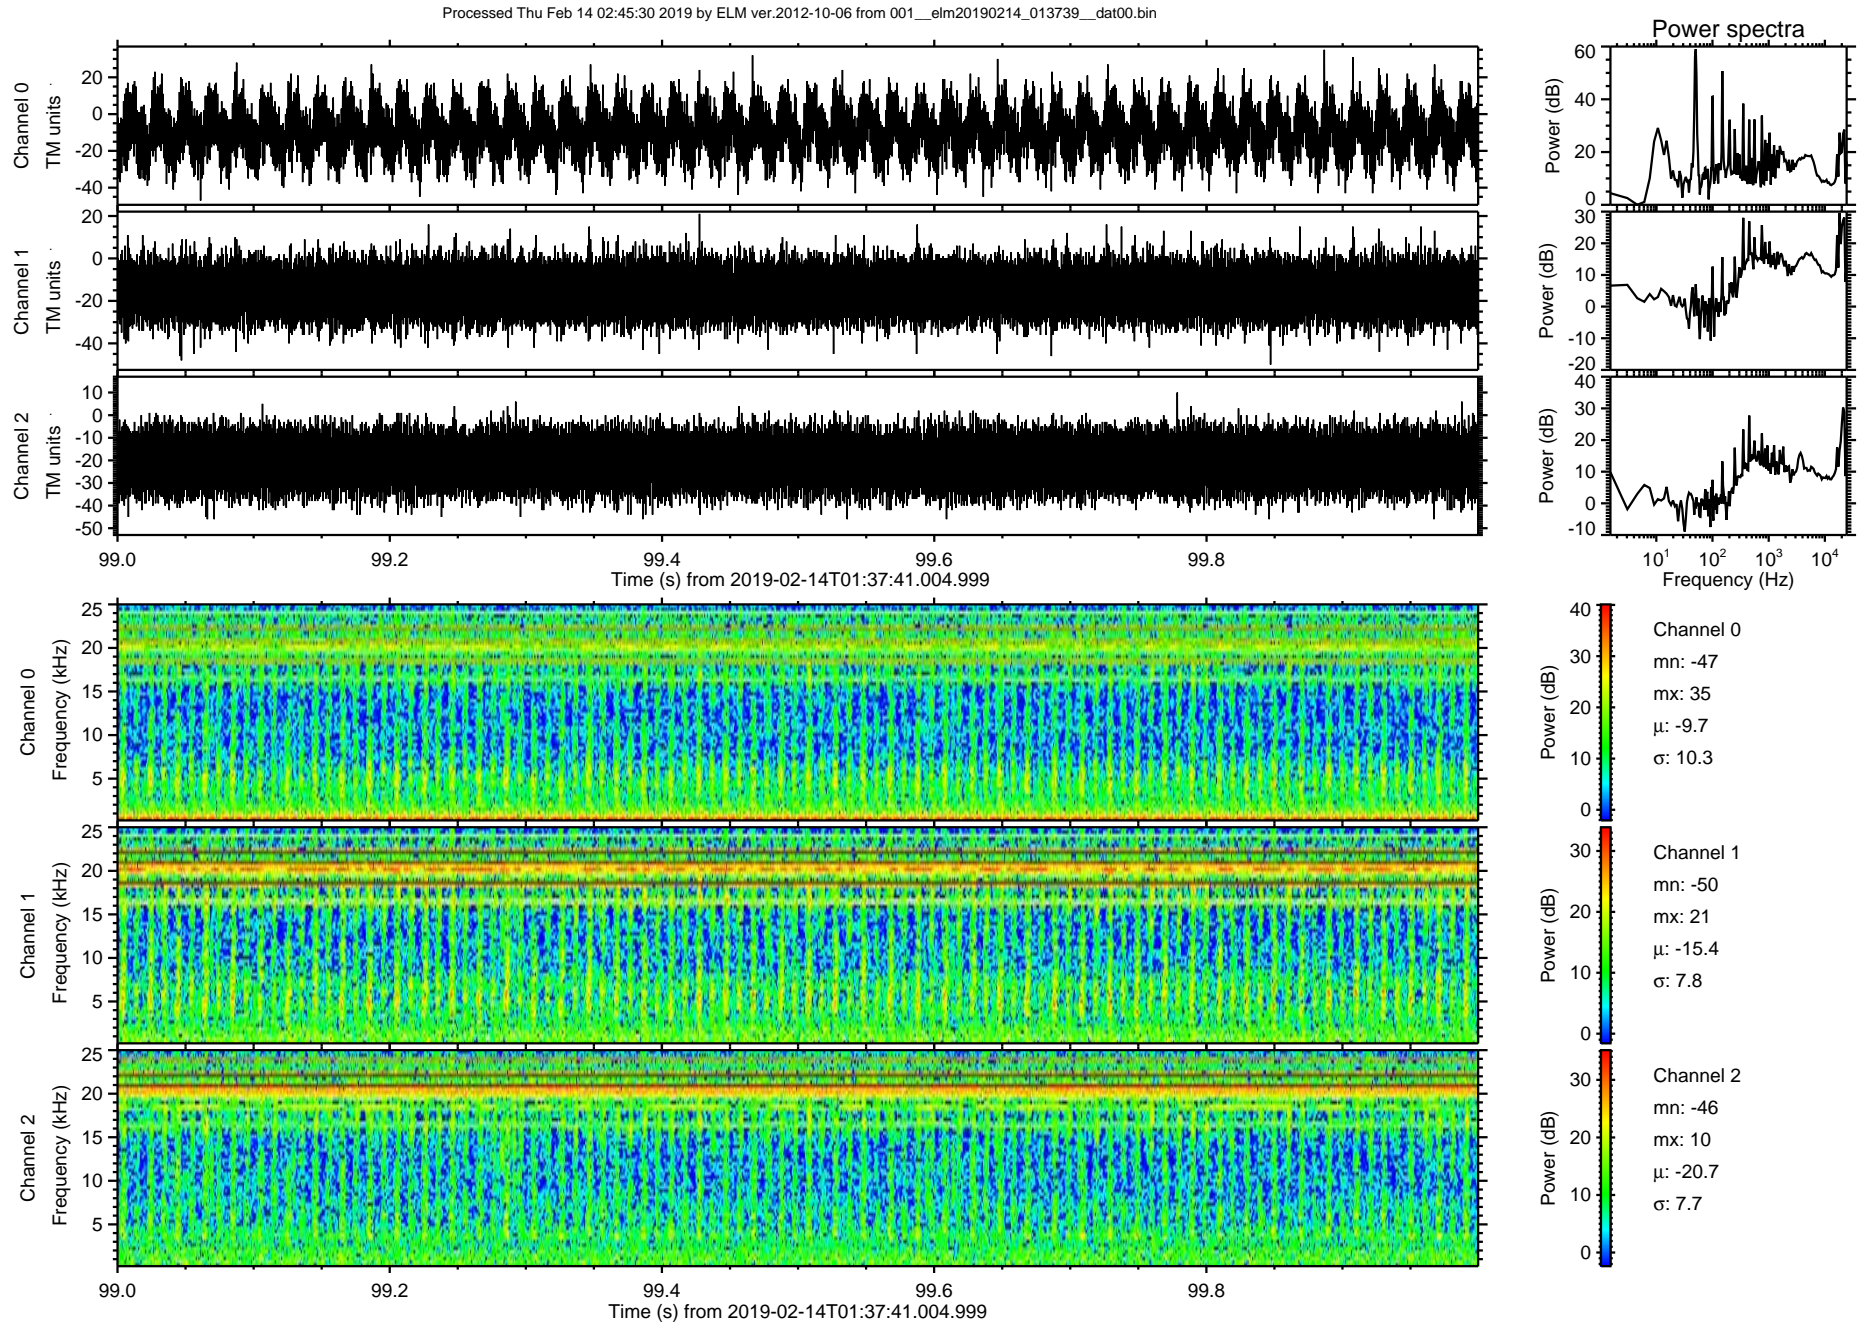 Processed Thu Feb 14 02:45:30 2019 by ELM ver.2012-10-06 from 001__elm20190214_013739__dat00.bin
Power spectra
Channel 0
TM units
20
0
-20
-40
Power (dB)
60
40
20
0
Channel 1
TM units
20
0
-20
-40
Power (dB)
30
20
10
0
-10
-20
Channel 2
TM units
10
0
-10
-20
-30
-40
-50
Power (dB)
40
30
20
10
0
-10
99.0 99.2 99.4 99.6 99.8
Time (s) from 2019-02-14T01:37:41.004.999
10¹ 10² 10³ 10⁴
Frequency (Hz)
Channel 0
Frequency (kHz)
25
20
15
10
5
Power (dB)
40
30
20
10
0
Channel 0
mn: -47
mx: 35
μ: -9.7
σ: 10.3
Channel 1
Frequency (kHz)
25
20
15
10
5
Power (dB)
30
20
10
0
Channel 1
mn: -50
mx: 21
μ: -15.4
σ: 7.8
Channel 2
Frequency (kHz)
25
20
15
10
5
Power (dB)
30
20
10
0
Channel 2
mn: -46
mx: 10
μ: -20.7
σ: 7.7
99.0 99.2 99.4 99.6 99.8
Time (s) from 2019-02-14T01:37:41.004.999